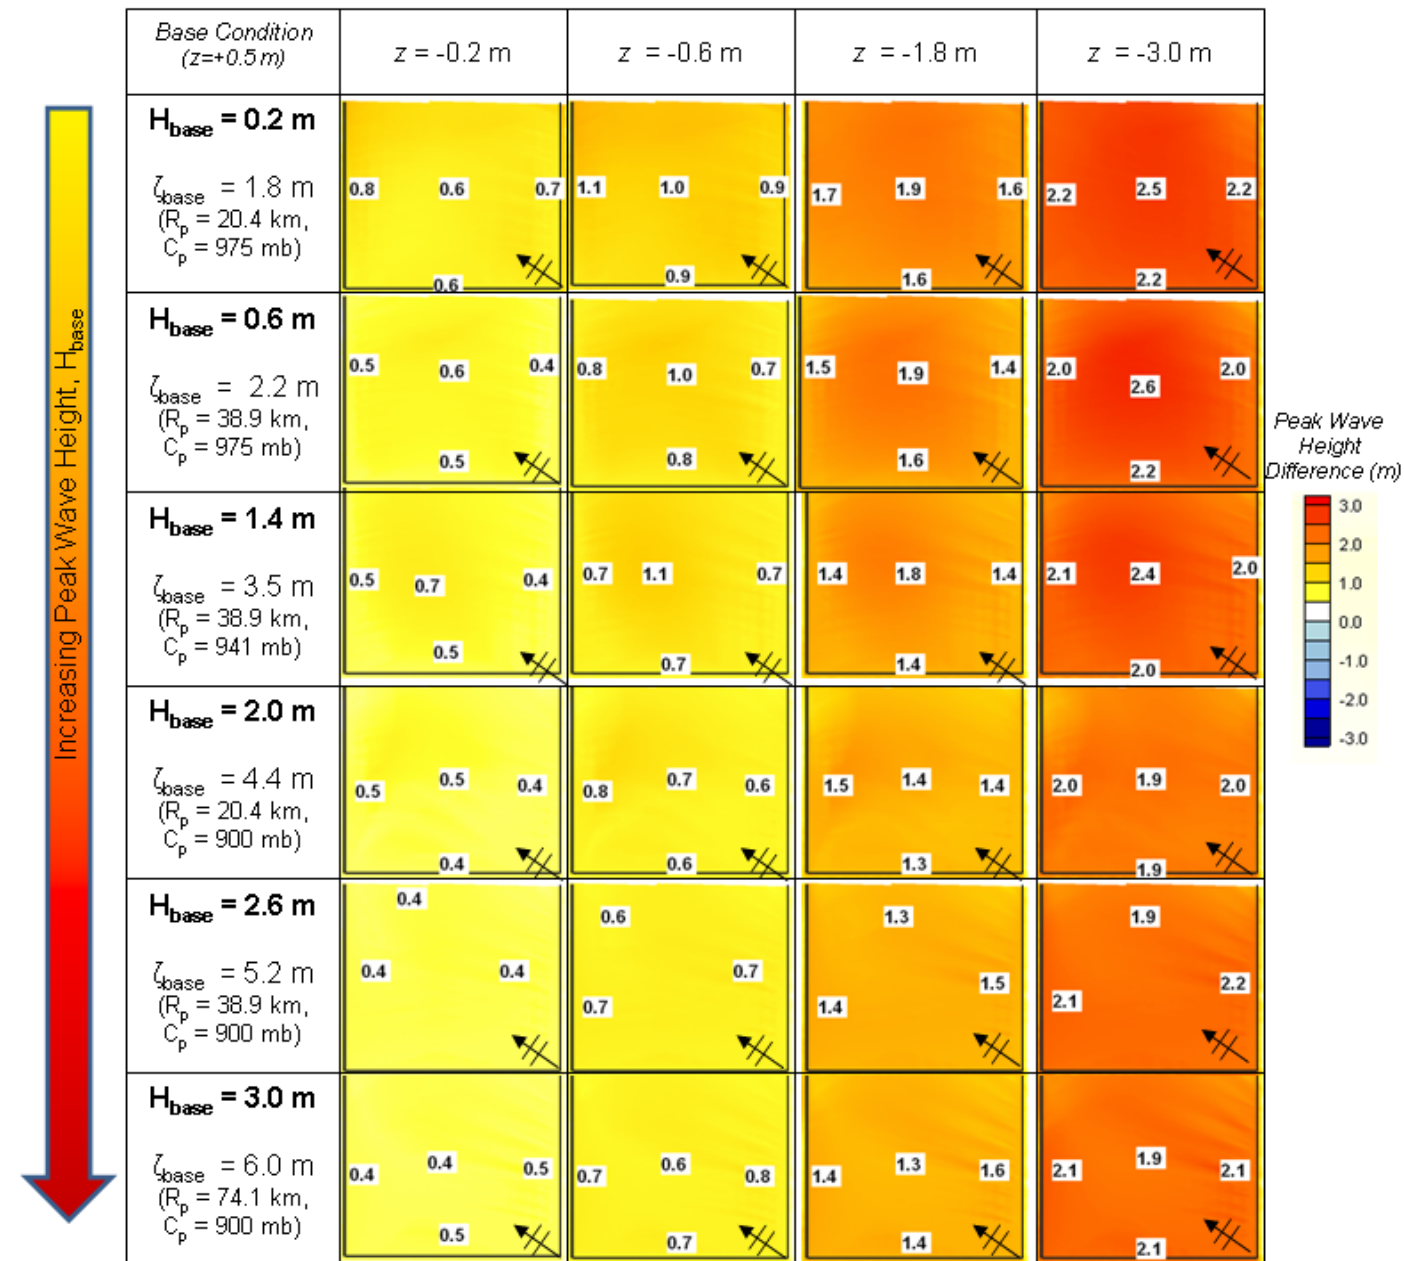 Base Condition
(z=+0.5 m)
z = -0.2 m
z = -0.6 m
z = -1.8 m
z = -3.0 m
Increasing Peak Wave Height, Hbase
Hbase = 0.2 m
ζbase = 1.8 m
(Rp = 20.4 km,
Cp = 975 mb)
0.8 0.6 0.7
0.6
1.1 1.0 0.9
0.9
1.7 1.9 1.6
1.6
2.2 2.5 2.2
2.2
Hbase = 0.6 m
ζbase = 2.2 m
(Rp = 38.9 km,
Cp = 975 mb)
0.5 0.6 0.4
0.5
0.8 1.0 0.7
0.8
1.5 1.9 1.4
1.6
2.0 2.6 2.0
2.2
Hbase = 1.4 m
ζbase = 3.5 m
(Rp = 38.9 km,
Cp = 941 mb)
0.5 0.7 0.4
0.5
0.7 1.1 0.7
0.7
1.4 1.8 1.4
1.4
2.1 2.4 2.0
2.0
Hbase = 2.0 m
ζbase = 4.4 m
(Rp = 20.4 km,
Cp = 900 mb)
0.5 0.5 0.4
0.4
0.8 0.7 0.6
0.6
1.5 1.4 1.4
1.3
2.0 1.9 2.0
1.9
Hbase = 2.6 m
ζbase = 5.2 m
(Rp = 38.9 km,
Cp = 900 mb)
0.4
0.4 0.4
0.6
0.7
0.7
1.3
1.5
1.4
1.9
2.2
2.1
Hbase = 3.0 m
ζbase = 6.0 m
(Rp = 74.1 km,
Cp = 900 mb)
0.4 0.4 0.5
0.5
0.7 0.6 0.8
0.7
1.4 1.3 1.6
1.4
2.1 1.9 2.1
2.1
Peak Wave
Height
Difference (m)
3.0
2.0
1.0
0.0
-1.0
-2.0
-3.0